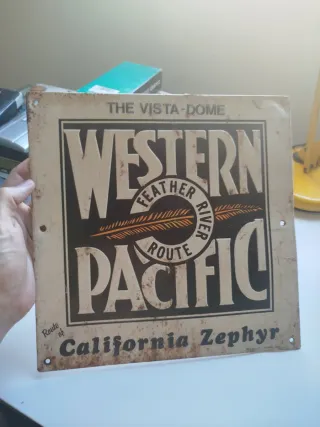 THE VISTA-DOME
WESTERN
FEATHER RIVER
ROUTE
PACIFIC
Route of
California Zephyr